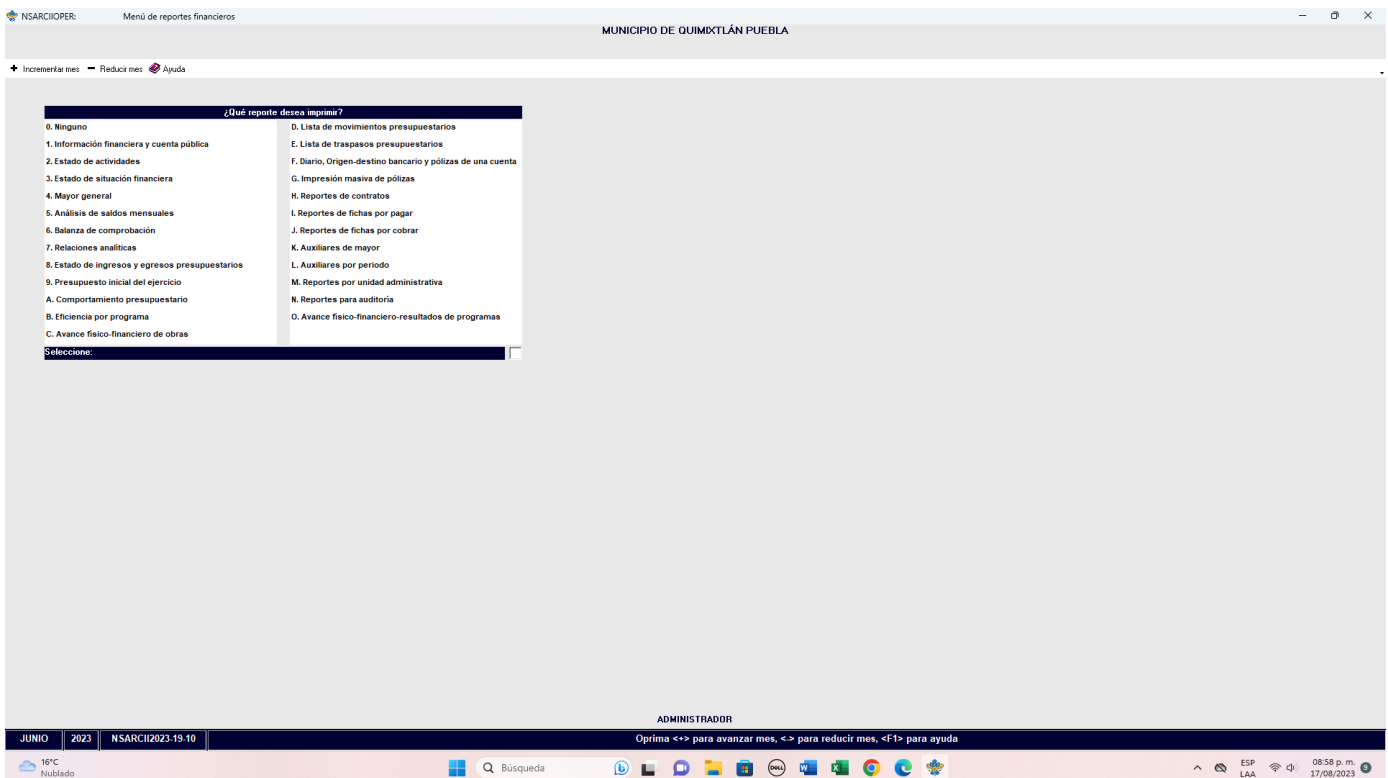 NSARCIIOPER: Menú de reportes financieros
MUNICIPIO DE QUIMIXTLÁN PUEBLA
Incrementar mes Reducir mes Ayuda
¿Qué reporte desea imprimir?
0. Ninguno
1. Información financiera y cuenta pública
2. Estado de actividades
3. Estado de situación financiera
4. Mayor general
5. Análisis de saldos mensuales
6. Balanza de comprobación
7. Relaciones analíticas
8. Estado de ingresos y egresos presupuestarios
9. Presupuesto inicial del ejercicio
A. Comportamiento presupuestario
B. Eficiencia por programa
C. Avance físico-financiero de obras
D. Lista de movimientos presupuestarios
E. Lista de traspasos presupuestarios
F. Diario, Origen-destino bancario y pólizas de una cuenta
G. Impresión masiva de pólizas
H. Reportes de contratos
I. Reportes de fichas por pagar
J. Reportes de fichas por cobrar
K. Auxiliares de mayor
L. Auxiliares por periodo
M. Reportes por unidad administrativa
N. Reportes para auditoría
O. Avance físico-financiero-resultados de programas
Seleccione:
ADMINISTRADOR
JUNIO 2023 NSARCII2023-19-10 Oprima <+> para avanzar mes, <-> para reducir mes, <F1> para ayuda
16°C
Nublado
Búsqueda
DELL
ESP
LAA
08:58 p. m.
17/08/2023
9